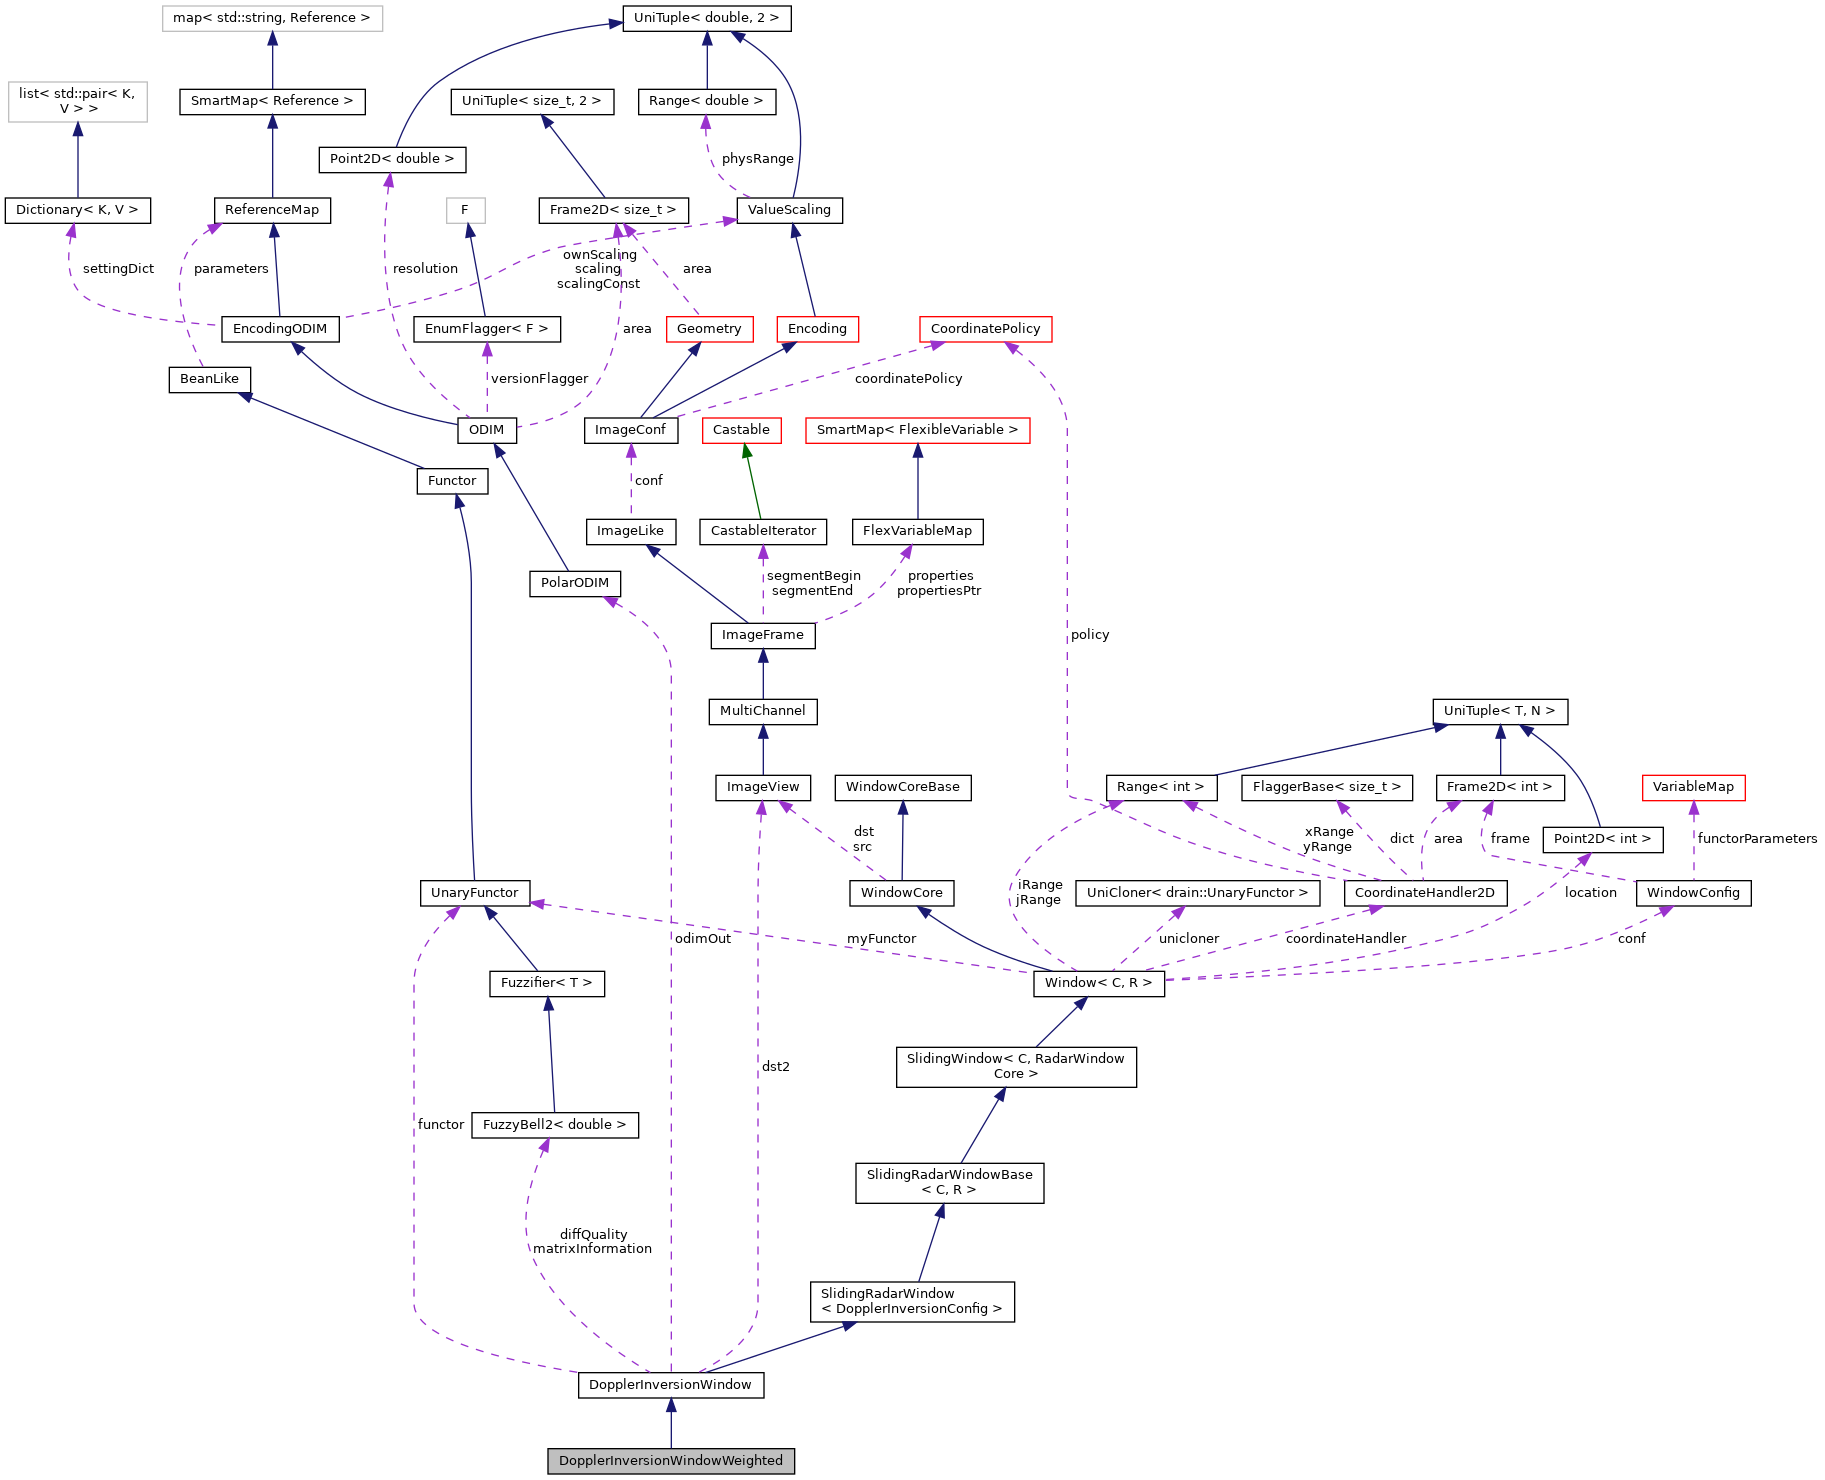 map< std::string, Reference >
UniTuple< double, 2 >
list< std::pair< K,
V > >
SmartMap< Reference >
UniTuple< size_t, 2 >
Range< double >
Point2D< double >
physRange
Dictionary< K, V >
ReferenceMap
F
Frame2D< size_t >
ValueScaling
settingDict
parameters
resolution
ownScaling
scaling
scalingConst
area
EncodingODIM
EnumFlagger< F >
area
Geometry
Encoding
CoordinatePolicy
BeanLike
versionFlagger
coordinatePolicy
ODIM
ImageConf
Castable
SmartMap< FlexibleVariable >
Functor
conf
ImageLike
CastableIterator
FlexVariableMap
PolarODIM
segmentBegin
segmentEnd
properties
propertiesPtr
ImageFrame
policy
MultiChannel
UniTuple< T, N >
ImageView
WindowCoreBase
Range< int >
FlaggerBase< size_t >
Frame2D< int >
VariableMap
dst
src
xRange
yRange
dict
area
frame
Point2D< int >
functorParameters
UnaryFunctor
WindowCore
iRange
jRange
UniCloner< drain::UnaryFunctor >
CoordinateHandler2D
location
WindowConfig
odimOut
myFunctor
unicloner
coordinateHandler
conf
Fuzzifier< T >
Window< C, R >
dst2
SlidingWindow< C, RadarWindow
Core >
functor
FuzzyBell2< double >
SlidingRadarWindowBase
< C, R >
diffQuality
matrixInformation
SlidingRadarWindow
< DopplerInversionConfig >
DopplerInversionWindow
DopplerInversionWindowWeighted